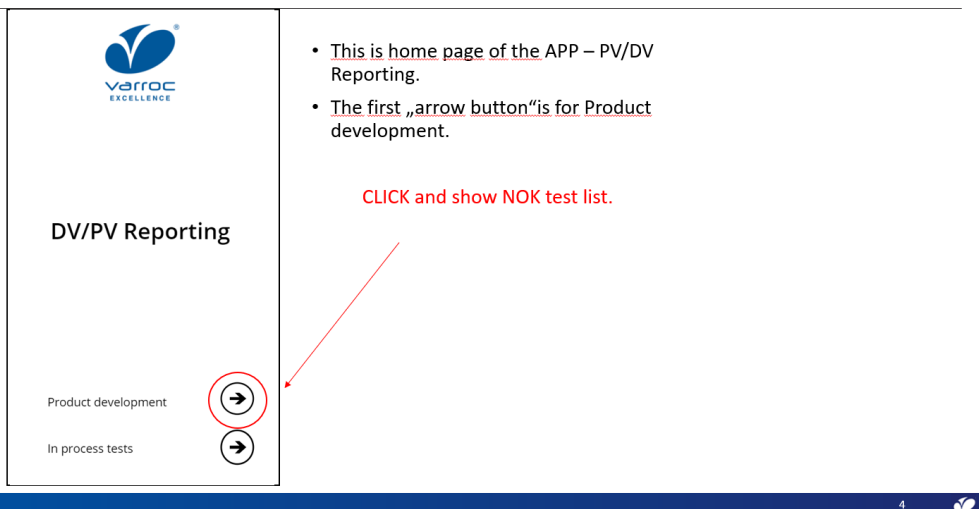 varroc
EXCELLENCE
DV/PV Reporting
Product development
In process tests
• This is home page of the APP – PV/DV
Reporting.
• The first „arrow button“is for Product
development.
CLICK and show NOK test list.
4